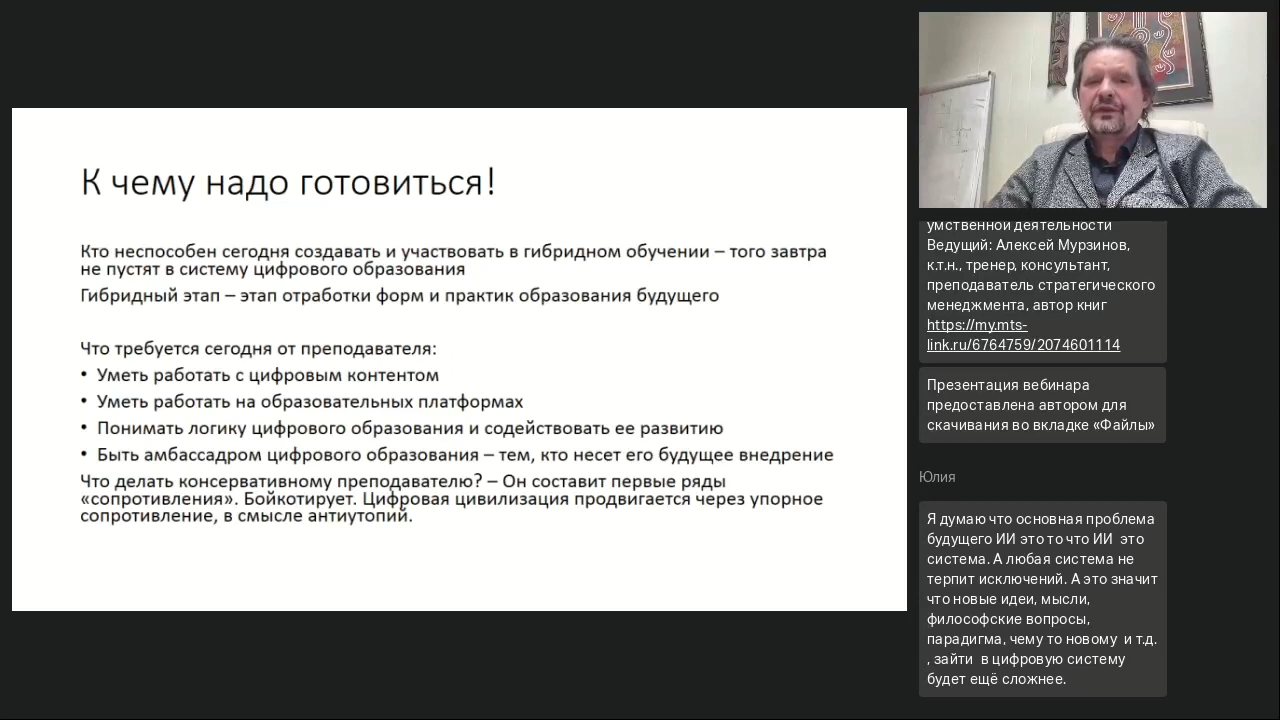 К чему надо готовиться!
Кто неспособен сегодня создавать и участвовать в гибридном обучении – того завтра
не пустят в систему цифрового образования
Гибридный этап – этап отработки форм и практик образования будущего
Что требуется сегодня от преподавателя:
• Уметь работать с цифровым контентом
• Уметь работать на образовательных платформах
• Понимать логику цифрового образования и содействовать ее развитию
• Быть амбассадром цифрового образования – тем, кто несет его будущее внедрение
Что делать консервативному преподавателю? – Он составит первые ряды
«сопротивления». Бойкотирует. Цифровая цивилизация продвигается через упорное
сопротивление, в смысле антиутопий.
умственной деятельности
Ведущий: Алексей Мурзинов,
к.т.н., тренер, консультант,
преподаватель стратегического
менеджмента, автор книг
https://my.mts-
link.ru/6764759/2074601114
Презентация вебинара
предоставлена автором для
скачивания во вкладке «Файлы»
Юлия
Я думаю что основная проблема
будущего ИИ это то что ИИ это
система. А любая система не
терпит исключений. А это значит
что новые идеи, мысли,
философские вопросы,
парадигма, чему то новому и т.д.
, зайти в цифровую систему
будет ещё сложнее.